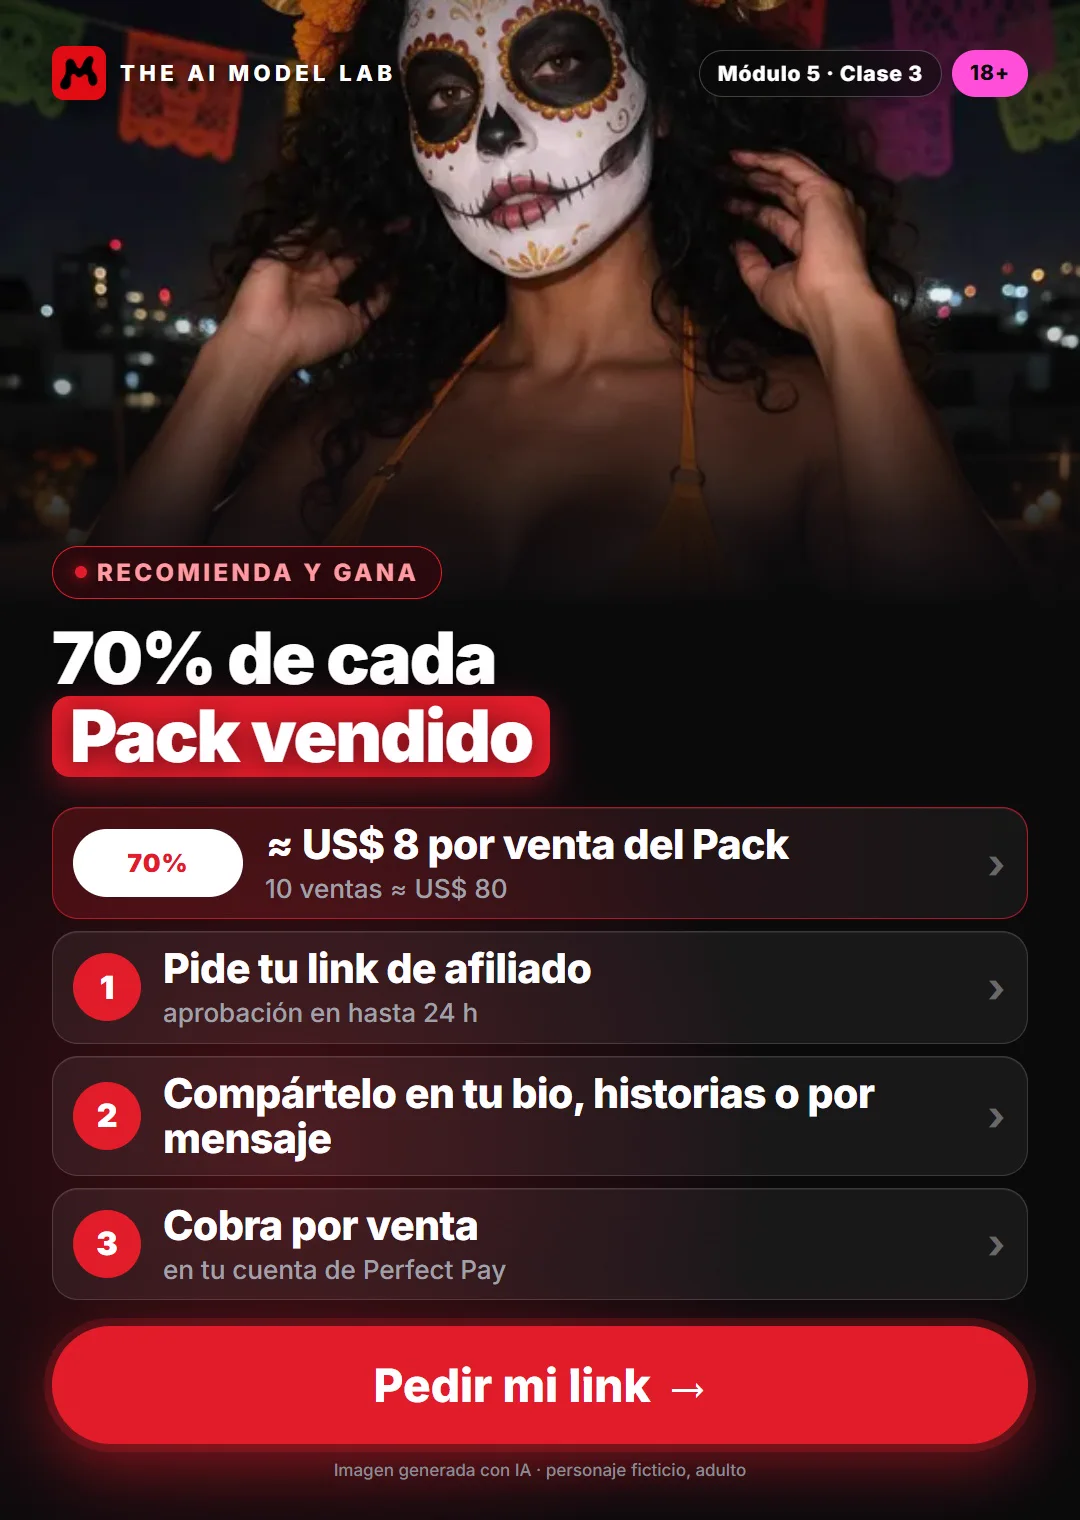 THE AI MODEL LAB
Módulo 5 · Clase 3
18+
RECOMIENDA Y GANA
70% de cada
Pack vendido
70%
≈ US$ 8 por venta del Pack
10 ventas ≈ US$ 80
1
Pide tu link de afiliado
aprobación en hasta 24 h
2
Compártelo en tu bio, historias o por
mensaje
3
Cobra por venta
en tu cuenta de Perfect Pay
Pedir mi link →
Imagen generada con IA · personaje ficticio, adulto